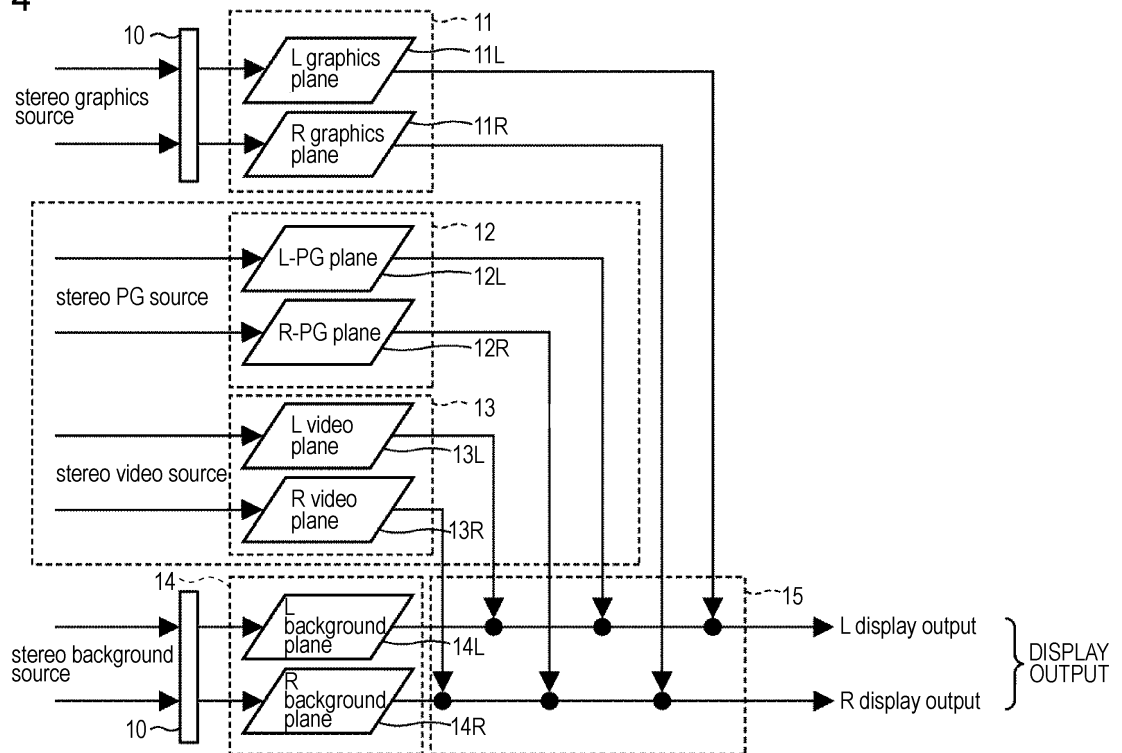 4
10
11
L graphics
plane
11L
stereo graphics
source
R graphics
plane
11R
12
L-PG plane
12L
stereo PG source
R-PG plane
12R
13
L video
plane
13L
stereo video source
R video
plane
13R
14
15
L
background
plane
14L
L display output
stereo background
source
DISPLAY
OUTPUT
R
background
plane
14R
R display output
10